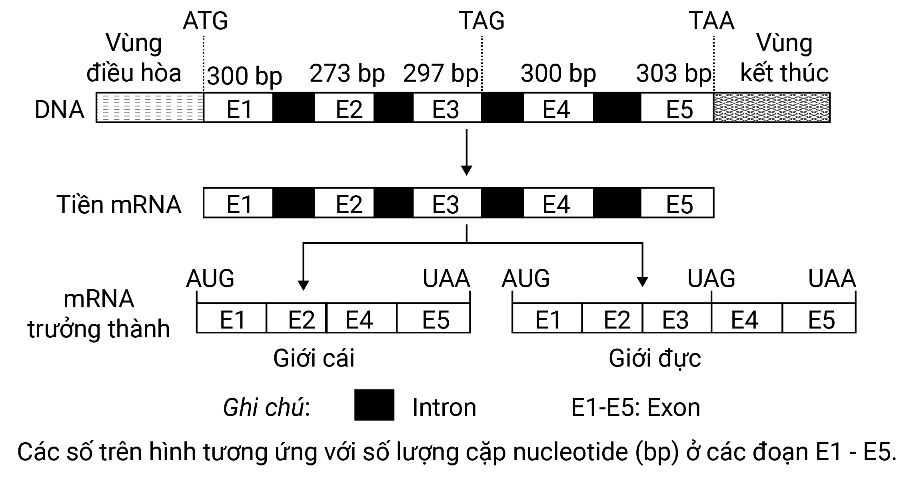 ATG TAG TAA
Vùng điều hòa
300 bp 273 bp 297 bp 300 bp 303 bp
Vùng kết thúc
DNA E1 E2 E3 E4 E5
Tiền mRNA E1 E2 E3 E4 E5
AUG UAA AUG UAG UAA
mRNA trưởng thành
E1 E2 E4 E5 E1 E2 E3 E4 E5
Giới cái Giới đực
Ghi chú: Intron E1-E5: Exon
Các số trên hình tương ứng với số lượng cặp nucleotide (bp) ở các đoạn E1 - E5.